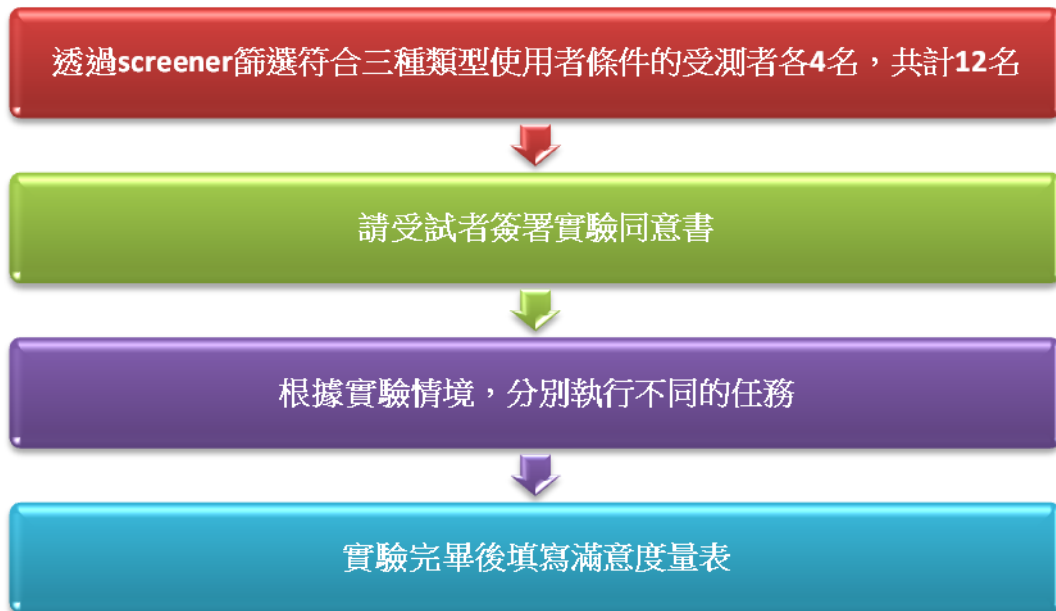 透過screener篩選符合三種類型使用者條件的受測者各4名，共計12名
請受試者簽署實驗同意書
根據實驗情境，分別執行不同的任務
實驗完畢後填寫滿意度量表